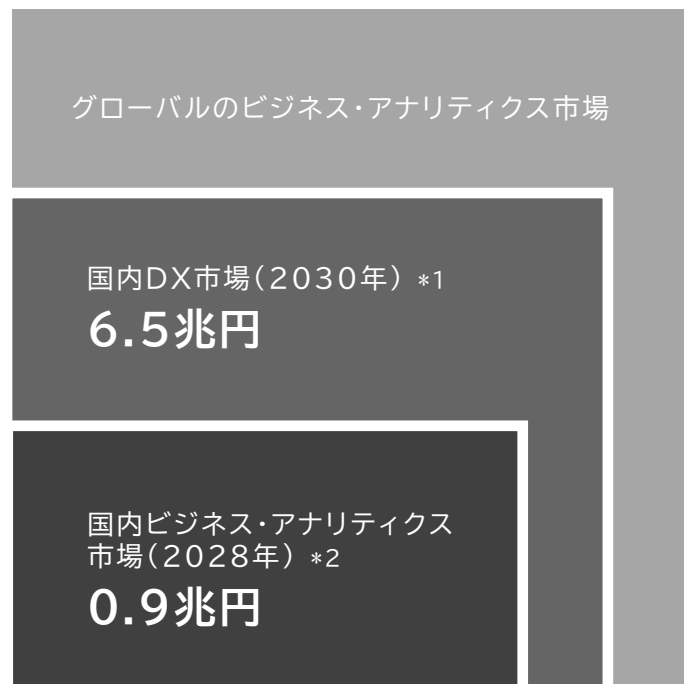 グローバルのビジネス・アナリティクス市場
国内DX市場（2030年）*1
6.5兆円
国内ビジネス・アナリティクス
市場（2028年）*2
0.9兆円